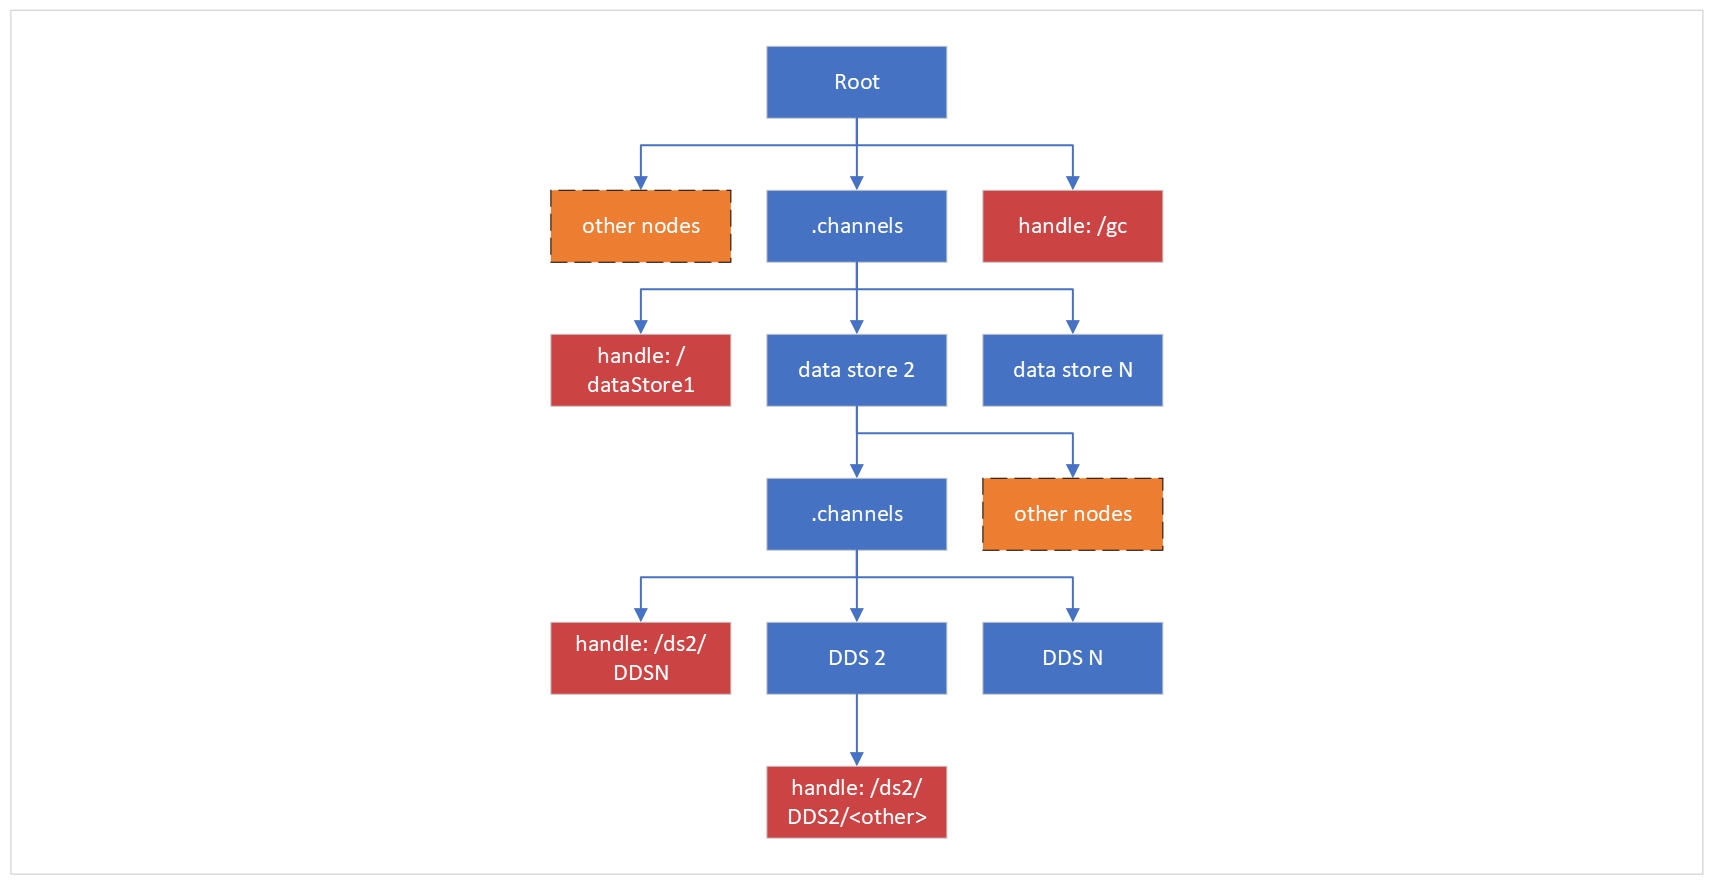 Root
other nodes
.channels
handle: /gc
handle: /
dataStore1
data store 2
data store N
.channels
other nodes
handle: /ds2/
DDSN
DDS 2
DDS N
handle: /ds2/
DDS2/<other>